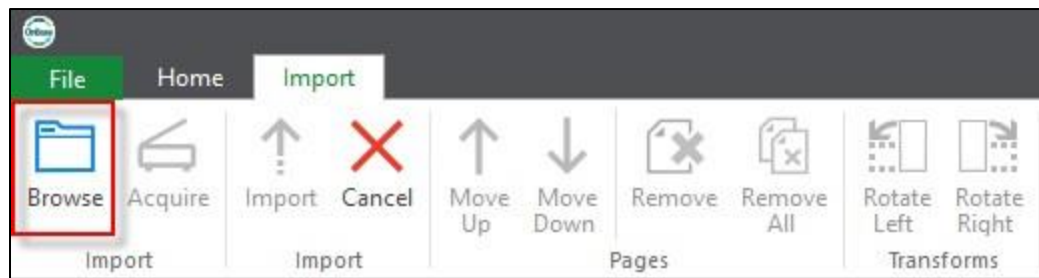 OnBase
File Home Import
Browse Acquire Import Cancel Move Up Move Down Remove Remove All Rotate Left Rotate Right
Import Import Pages Transforms